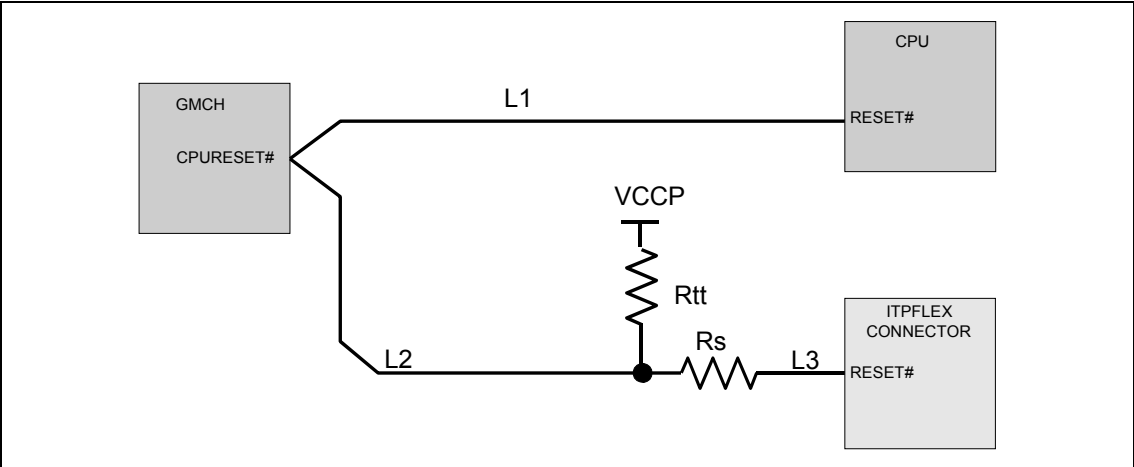 CPU
GMCH
L1
RESET#
CPURESET#
VCCP
Rtt
ITPFLEX
CONNECTOR
Rs
L2
L3
RESET#